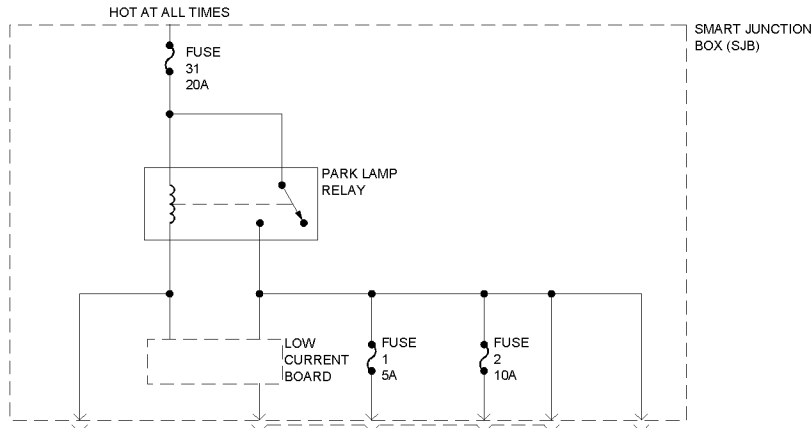 HOT AT ALL TIMES
SMART JUNCTION
BOX (SJB)
FUSE
31
20A
PARK LAMP
RELAY
LOW
CURRENT
BOARD
FUSE
1
5A
FUSE
2
10A